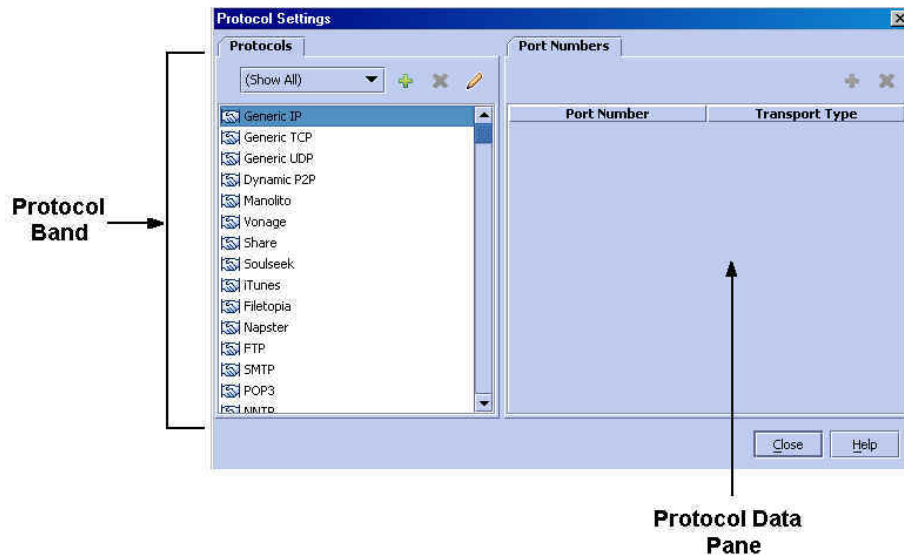 Protocol Settings
Protocols
Port Numbers
(Show All)
Port Number
Transport Type
Generic IP
Generic TCP
Generic UDP
Dynamic P2P
Manolito
Vonage
Share
Soulseek
iTunes
Filetopia
Napster
FTP
SMTP
POP3
NNTP
Protocol
Band
Close
Help
Protocol Data
Pane